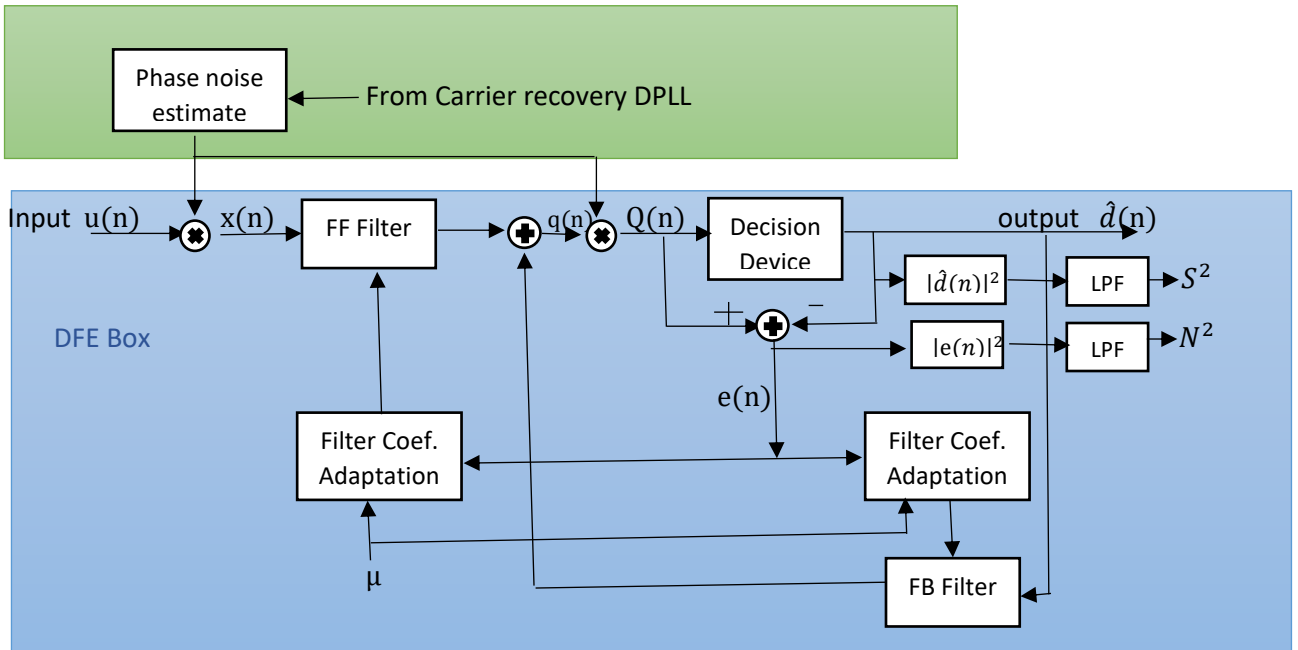 Phase noise
estimate
From Carrier recovery DPLL
Input u(n)
x(n)
FF Filter
q(n)
Q(n)
Decision
Device
output d̂(n)
+
−
|d̂(n)|²
LPF
S²
|e(n)|²
LPF
N²
DFE Box
e(n)
Filter Coef.
Adaptation
Filter Coef.
Adaptation
μ
FB Filter